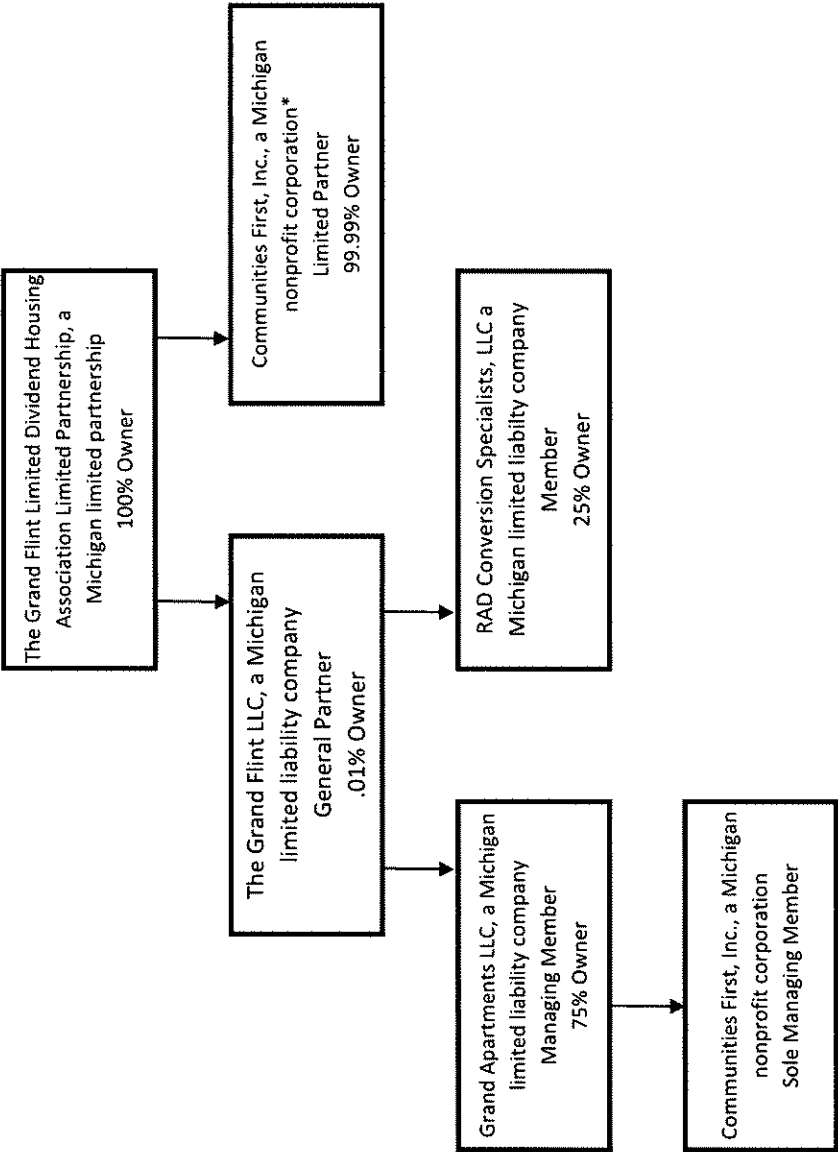 The Grand Flint Limited Dividend Housing
Association Limited Partnership, a
Michigan limited partnership
100% Owner
The Grand Flint LLC, a Michigan
limited liability company
General Partner
.01% Owner
Communities First, Inc., a Michigan
nonprofit corporation*
Limited Partner
99.99% Owner
Grand Apartments LLC, a Michigan
limited liability company
Managing Member
75% Owner
RAD Conversion Specialists, LLC a
Michigan limited liabilty company
Member
25% Owner
Communities First, Inc., a Michigan
nonprofit corporation
Sole Managing Member